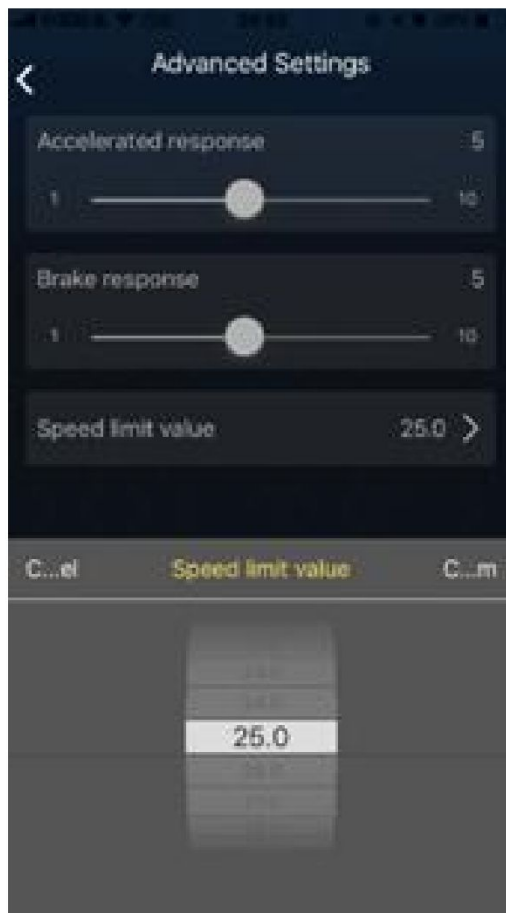 Advanced Settings
Accelerated response 5
1 10
Brake response 5
1 10
Speed limit value 25.0
C...el Speed limit value C...m
25.0